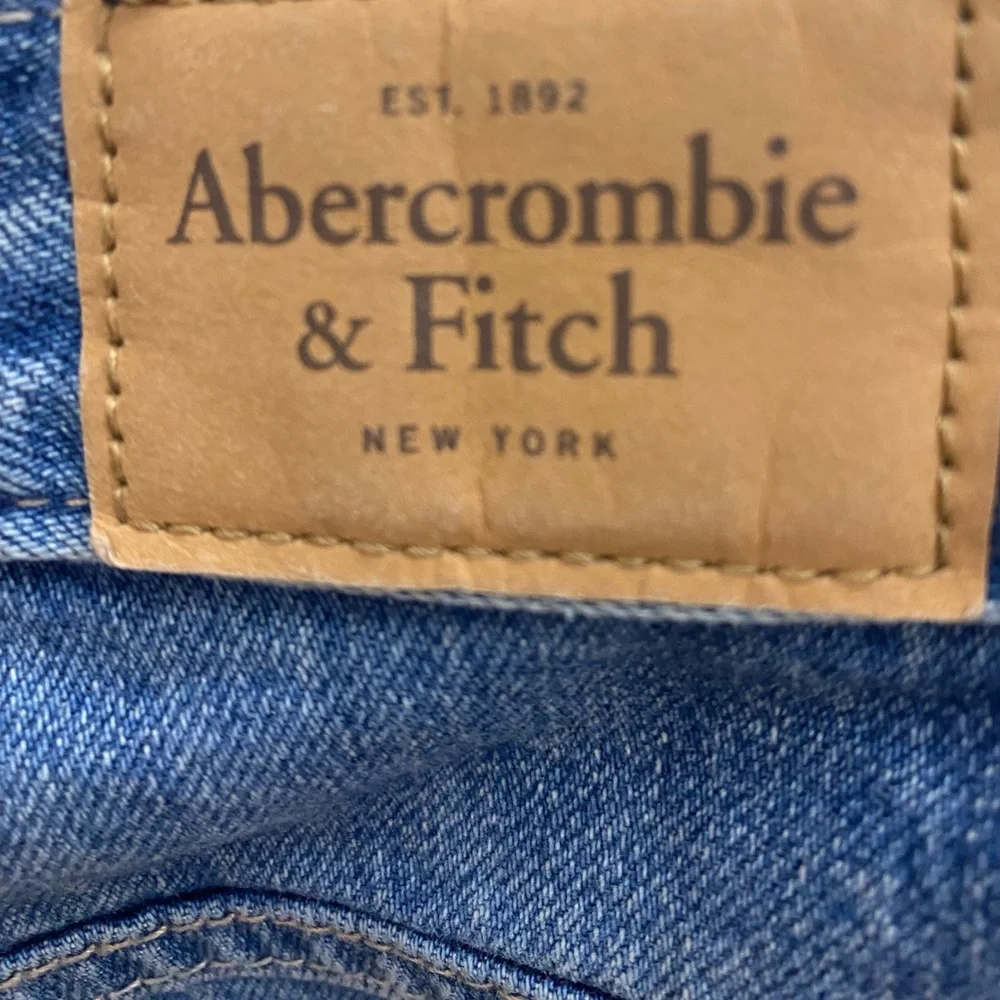 EST. 1892
Abercrombie
& Fitch
NEW YORK